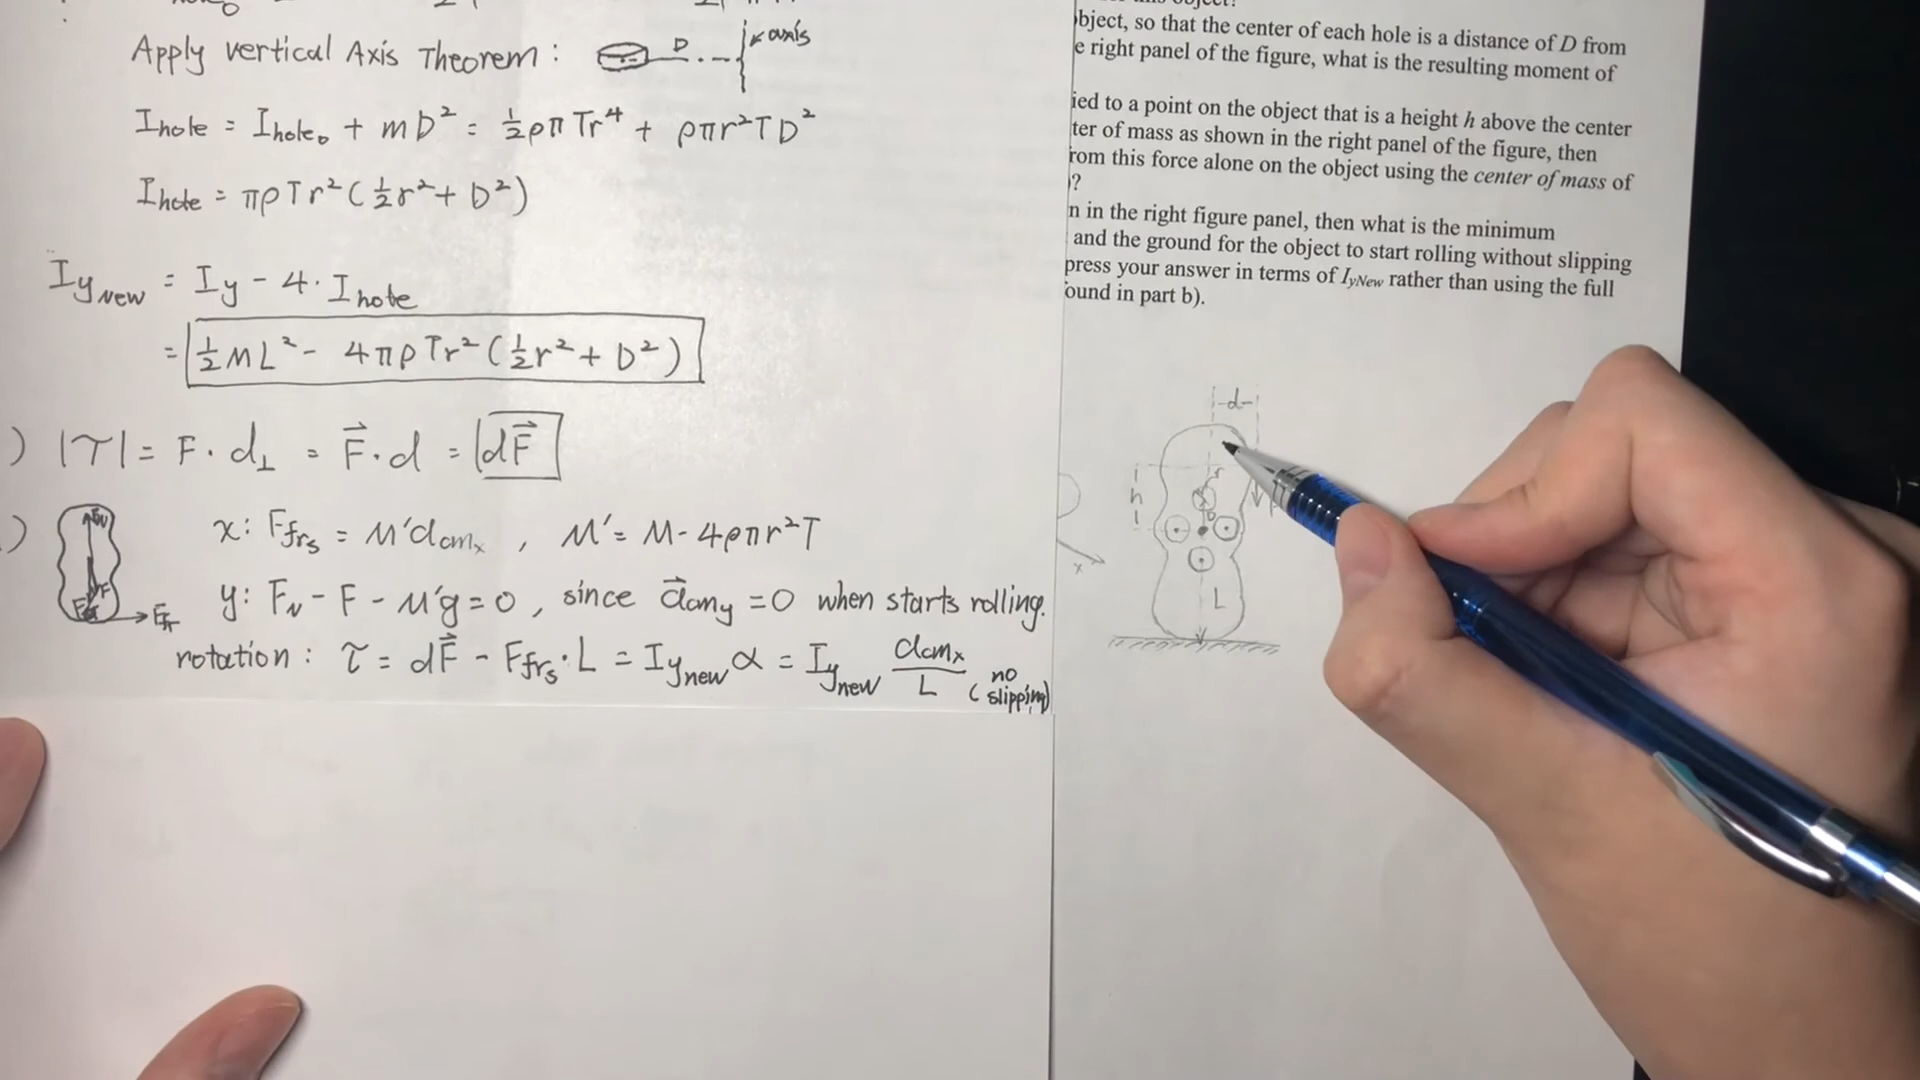 Apply vertical Axis Theorem : D axis
I_hole = I_hole₀ + mD² = ½ρπTr⁴ + ρπr²TD²
I_hole = πρTr²(½r² + D²)
I_yNew = I_y - 4·I_hole
= ½ML² - 4πρTr²(½r² + D²)
) |τ| = F·d⊥ = F⃗·d = dF⃗
) x: F_frs = M'a_cmx , M' = M - 4ρπr²T
y: F_N - F - M'g = 0 , since a⃗_cmy = 0 when starts rolling.
rotation : τ = dF⃗ - F_frs·L = I_ynew α = I_ynew a_cmx/L (no slipping)
bject, so that the center of each hole is a distance of D from
e right panel of the figure, what is the resulting moment of
ied to a point on the object that is a height h above the center
ter of mass as shown in the right panel of the figure, then
rom this force alone on the object using the center of mass of
)?
n in the right figure panel, then what is the minimum
and the ground for the object to start rolling without slipping
press your answer in terms of I_yNew rather than using the full
ound in part b).
d
h
r
D
L
x